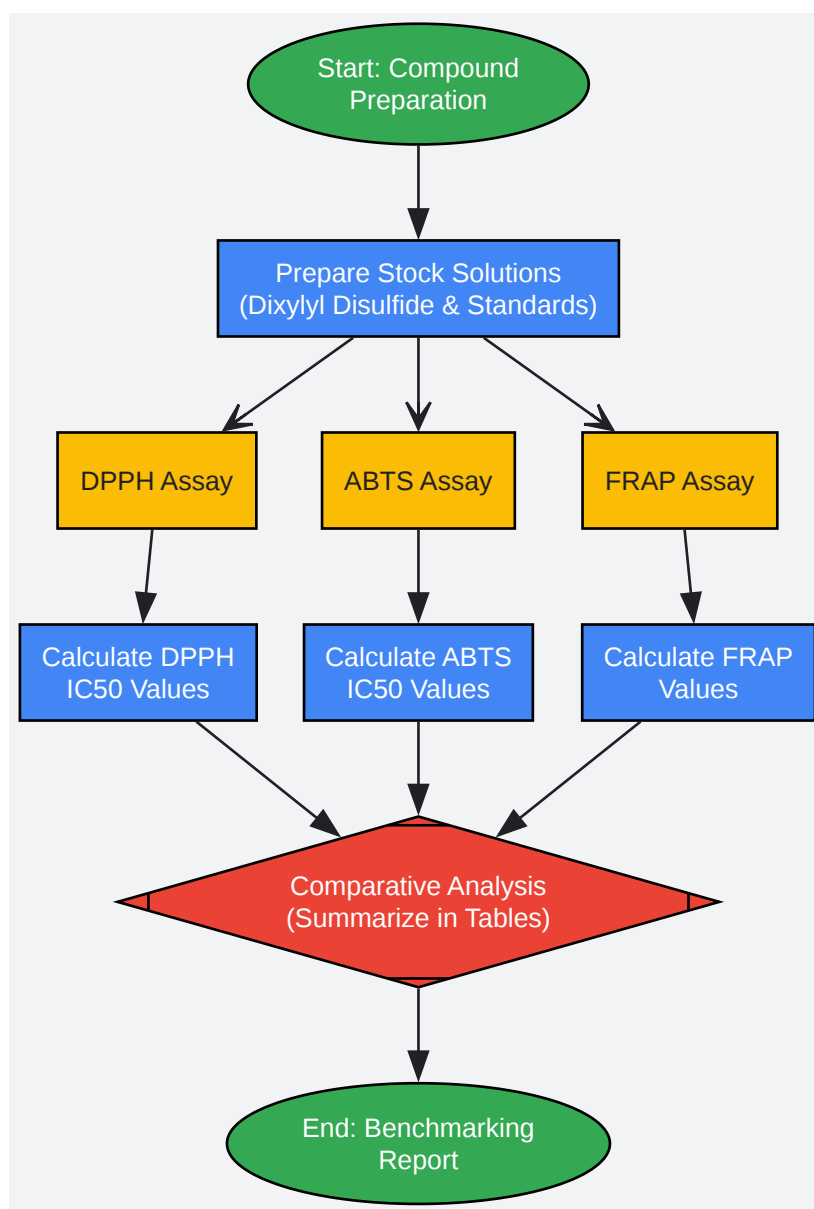 Start: Compound
Preparation
Prepare Stock Solutions
(Dixylyl Disulfide & Standards)
DPPH Assay
ABTS Assay
FRAP Assay
Calculate DPPH
IC50 Values
Calculate ABTS
IC50 Values
Calculate FRAP
Values
Comparative Analysis
(Summarize in Tables)
End: Benchmarking
Report